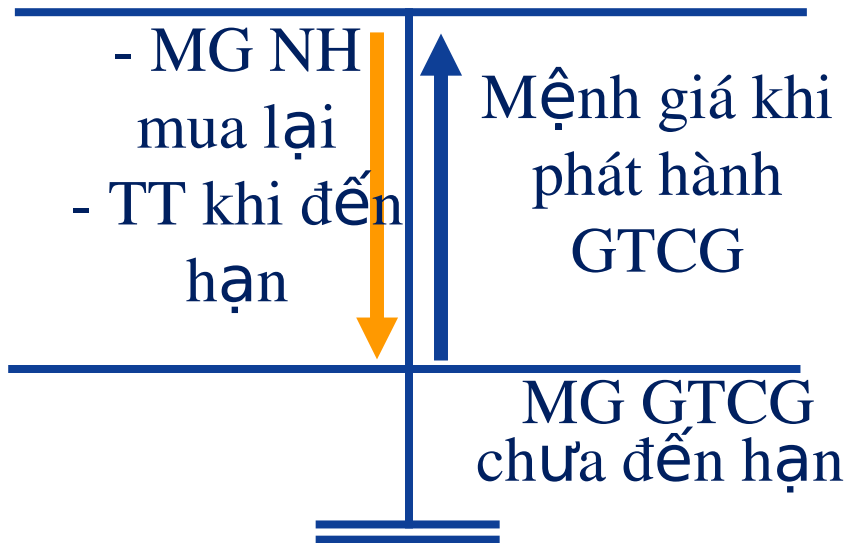 - MG NH
mua lại
- TT khi đến
hạn
Mệnh giá khi
phát hành
GTCG
MG GTCG
chưa đến hạn